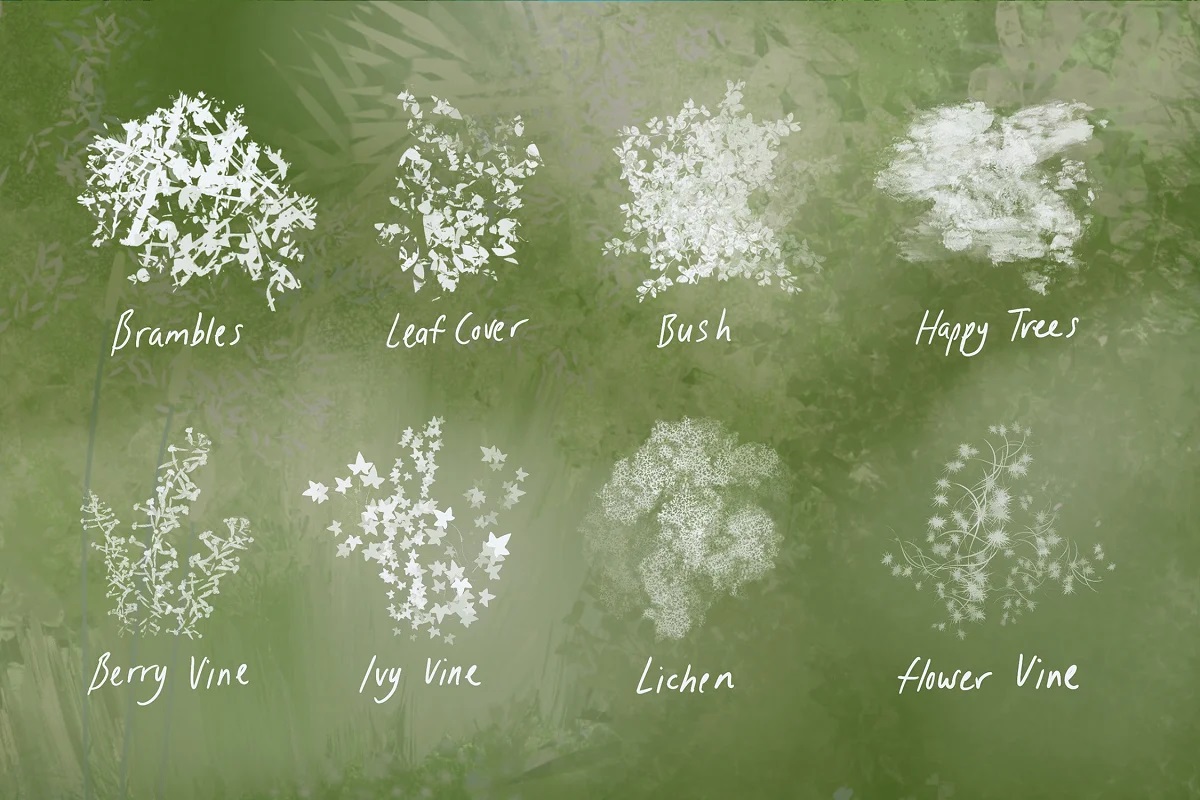 Brambles
Leaf Cover
Bush
Happy Trees
Berry Vine
Ivy Vine
Lichen
flower Vine